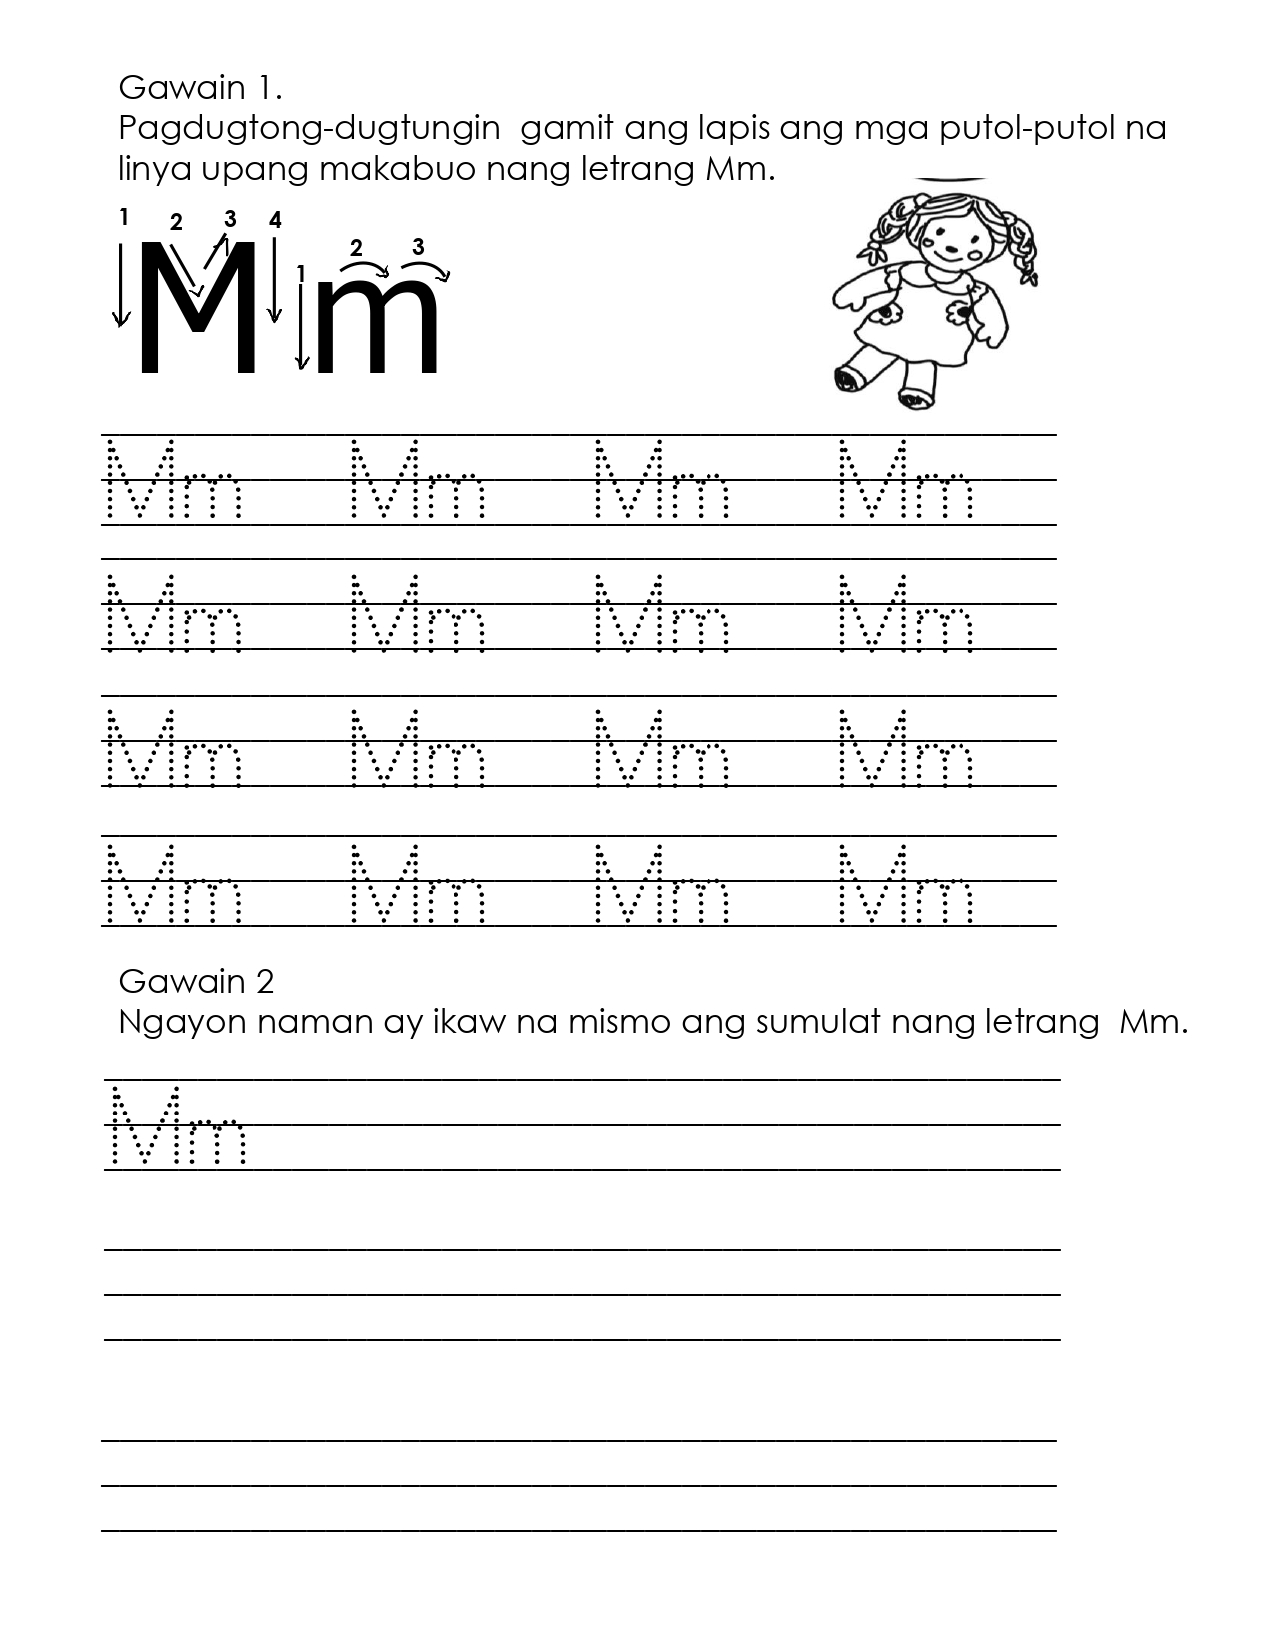 Gawain 1.
Pagdugtong-dugtungin gamit ang lapis ang mga putol-putol na
linya upang makabuo nang letrang Mm.
1 2 3 4
1 2 3
Mm
Mm Mm Mm Mm
Mm Mm Mm Mm
Mm Mm Mm Mm
Mm Mm Mm Mm
Gawain 2
Ngayon naman ay ikaw na mismo ang sumulat nang letrang Mm.
Mm